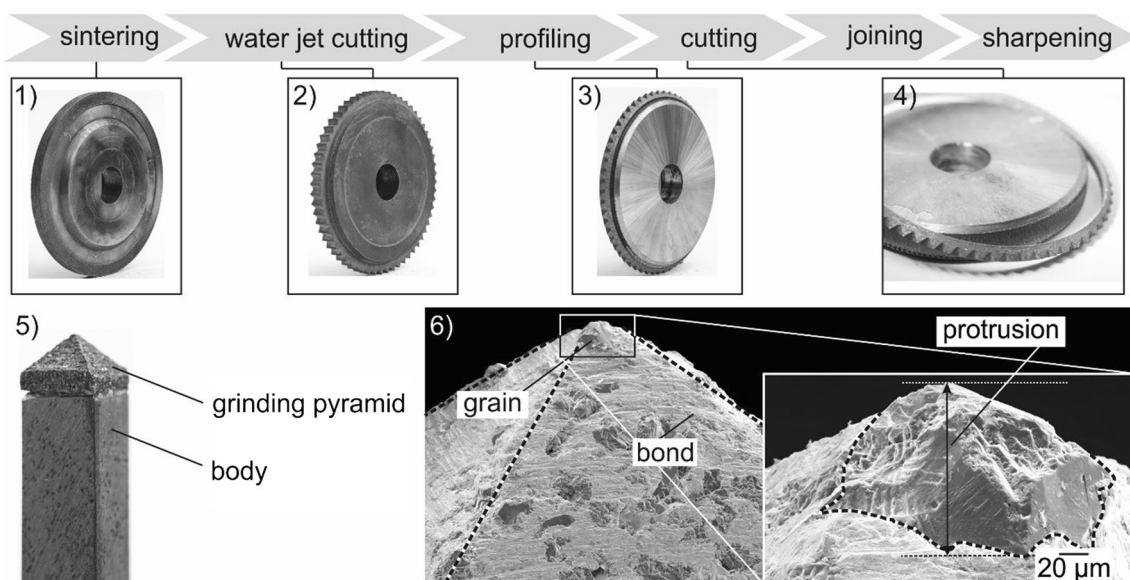 sintering
water jet cutting
profiling
cutting
joining
sharpening
1)
2)
3)
4)
5)
grinding pyramid
body
6)
grain
bond
protrusion
20 µm